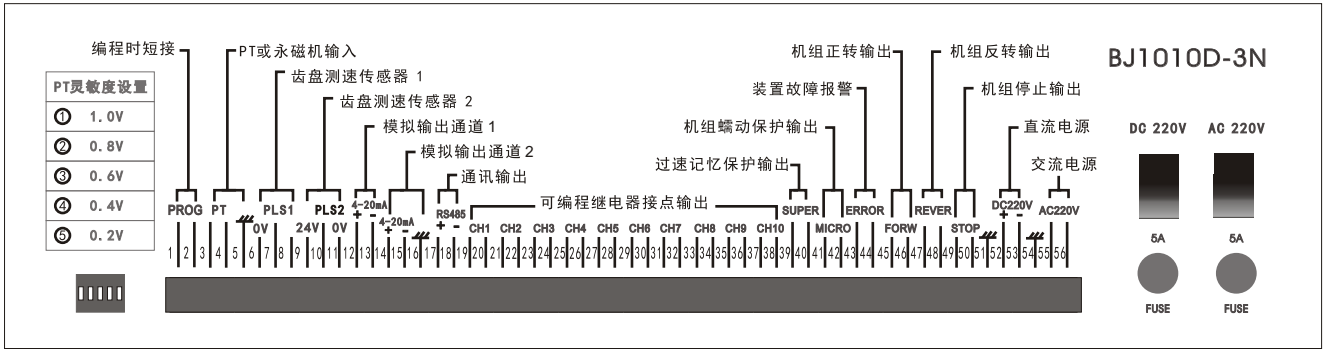 编程时短接
PT或永磁机输入
齿盘测速传感器 1
齿盘测速传感器 2
模拟输出通道1
模拟输出通道2
通讯输出
可编程继电器接点输出
过速记忆保护输出
机组蠕动保护输出
装置故障报警
机组正转输出
机组反转输出
机组停止输出
直流电源
交流电源
BJ1010D-3N
PT灵敏度设置
① 1.0V
② 0.8V
③ 0.6V
④ 0.4V
⑤ 0.2V
DC 220V AC 220V
PROG PT PLS1 PLS2 4-20mA RS485 SUPER ERROR REVER DC220V AC220V
0V 24V 0V + - 4-20mA + - + - CH1 CH2 CH3 CH4 CH5 CH6 CH7 CH8 CH9 CH10 MICRO FORW STOP + -
1 2 3 4 5 6 7 8 9 10 11 12 13 14 15 16 17 18 19 20 21 22 23 24 25 26 27 28 29 30 31 32 33 34 35 36 37 38 39 40 41 42 43 44 45 46 47 48 49 50 51 52 53 54 55 56
5A 5A
FUSE FUSE